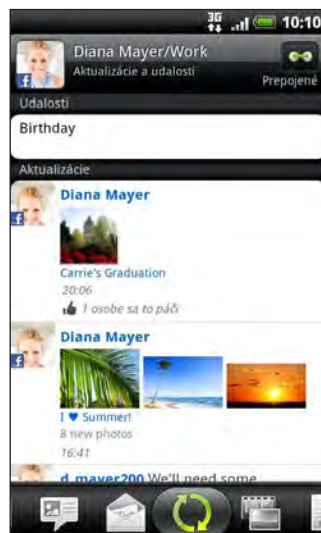 3G 10:10
Diana Mayer/Work
Aktualizácie a udalosti
Prepojené
Udalosti
Birthday
Aktualizácie
Diana Mayer
Carrie's Graduation
20:06
1 osobe sa to páči
Diana Mayer
I ♥ Summer!
8 new photos
16:41
d_mayer200 We'll need some